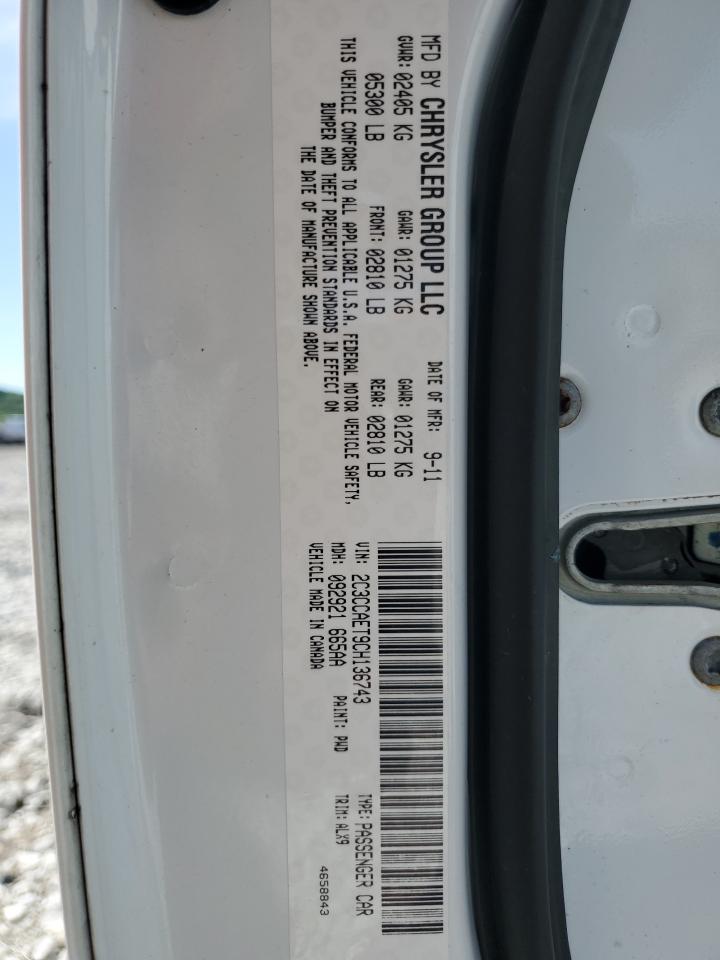 MFD BY CHRYSLER GROUP LLC DATE OF MFR: 9-11
GVWR: 02405 KG GAWR: 01275 KG GAWR: 01275 KG
05300 LB FRONT: 02810 LB REAR: 02810 LB
THIS VEHICLE CONFORMS TO ALL APPLICABLE U.S.A. FEDERAL MOTOR VEHICLE SAFETY,
BUMPER AND THEFT PREVENTION STANDARDS IN EFFECT ON
THE DATE OF MANUFACTURE SHOWN ABOVE.
VIN: 2C3CCAET9CH136743 TYPE: PASSENGER CAR
MDH: 092921 665AA PAINT: PWD TRIM: ALX9
VEHICLE MADE IN CANADA 4658843